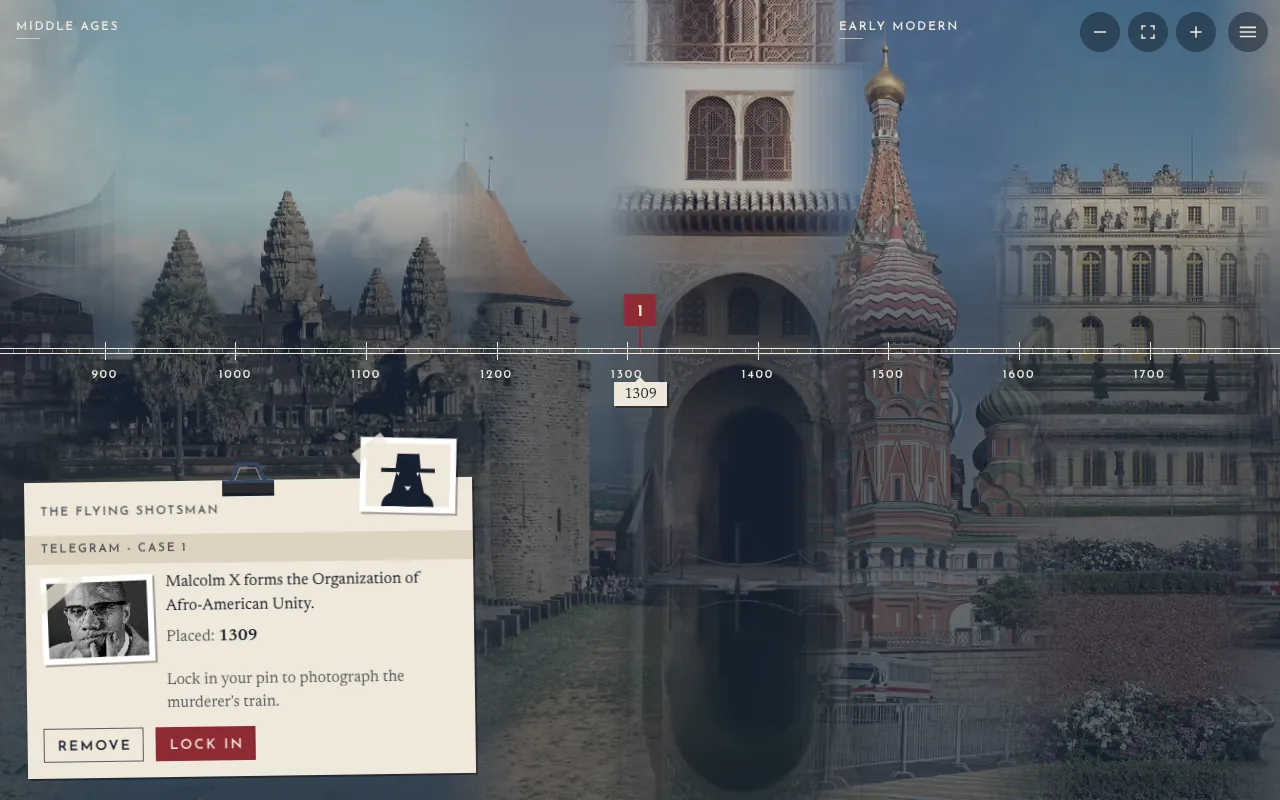 MIDDLE AGES
EARLY MODERN
1
900
1000
1100
1200
1300
1400
1500
1600
1700
1309
THE FLYING SHOTSMAN
TELEGRAM · CASE 1
Malcolm X forms the Organization of
Afro-American Unity.
Placed: 1309
Lock in your pin to photograph the
murderer's train.
REMOVE
LOCK IN